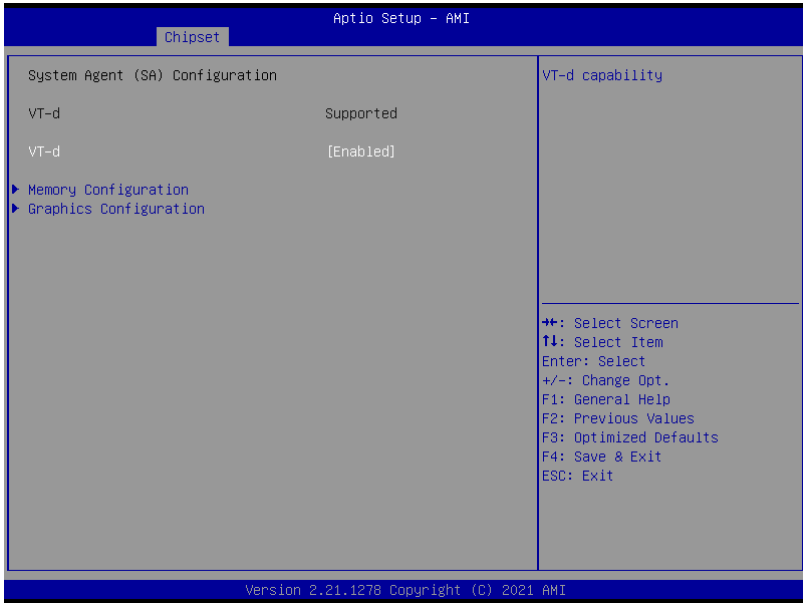 Aptio Setup – AMI
Chipset
System Agent (SA) Configuration
VT-d Supported
VT-d [Enabled]
Memory Configuration
Graphics Configuration
VT-d capability
→←: Select Screen
↑↓: Select Item
Enter: Select
+/-: Change Opt.
F1: General Help
F2: Previous Values
F3: Optimized Defaults
F4: Save & Exit
ESC: Exit
Version 2.21.1278 Copyright (C) 2021 AMI